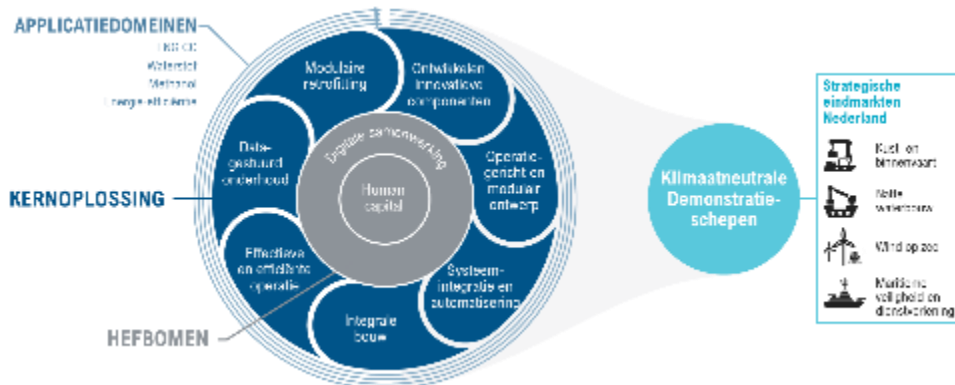 APPLICATIEDOMEINEN
Waterstof
Methanol
Energie-efficiëntie
KERNOPLOSSING
HEFBOMEN
Modulaire
retrofitting
Ontwikkelen
innovatieve
componenten
Operatie-
gericht en
modulair
ontwerp
Systeem-
integratie en
automatisering
Integrale
bouw
Effectieve
en efficiënte
operatie
Data-
gestuurd
onderhoud
Digitale samenwerking
Human
capital
Klimaatneutrale
Demonstratie-
schepen
Strategische
eindmarkten
Nederland
Kust- en
binnenvaart
Natte
waterbouw
Wind op zee
Maritieme
veiligheid en
dienstverlening